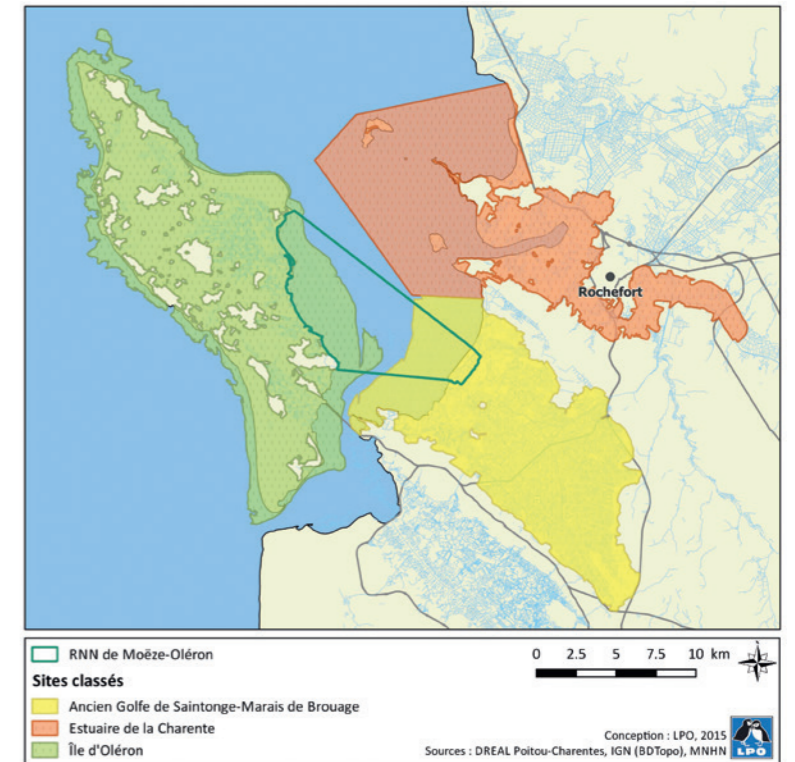 Rochefort
RNN de Moëze-Oléron
0 2.5 5 7.5 10 km
Sites classés
Ancien Golfe de Saintonge-Marais de Brouage
Estuaire de la Charente
Île d'Oléron
Conception : LPO, 2015
Sources : DREAL Poitou-Charentes, IGN (BDTopo), MNHN
LPO